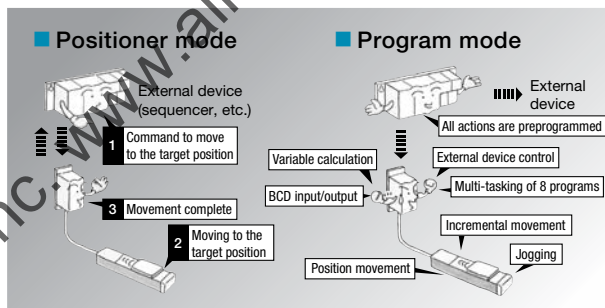 Positioner mode
External device
(sequencer, etc.)
1 Command to move
to the target position
3 Movement complete
2 Moving to the
target position
Program mode
External
device
All actions are preprogrammed
Variable calculation
External device control
BCD input/output
Multi-tasking of 8 programs
Incremental movement
Jogging
Position movement